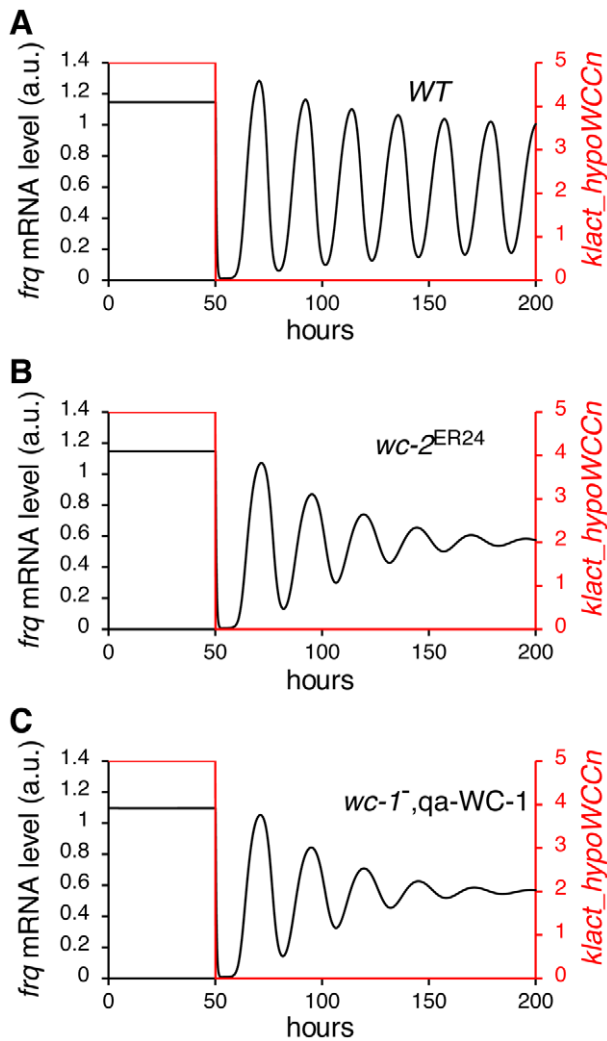 A
frq mRNA level (a.u.)
1.4
1.2
1
0.8
0.6
0.4
0.2
0
WT
5
4
3
2
1
0
klact_hypoWCCn
0 50 100 150 200
hours
B
frq mRNA level (a.u.)
1.4
1.2
1
0.8
0.6
0.4
0.2
0
wc-2ER24
5
4
3
2
1
0
klact_hypoWCCn
0 50 100 150 200
hours
C
frq mRNA level (a.u.)
1.4
1.2
1
0.8
0.6
0.4
0.2
0
wc-1-,qa-WC-1
5
4
3
2
1
0
klact_hypoWCCn
0 50 100 150 200
hours